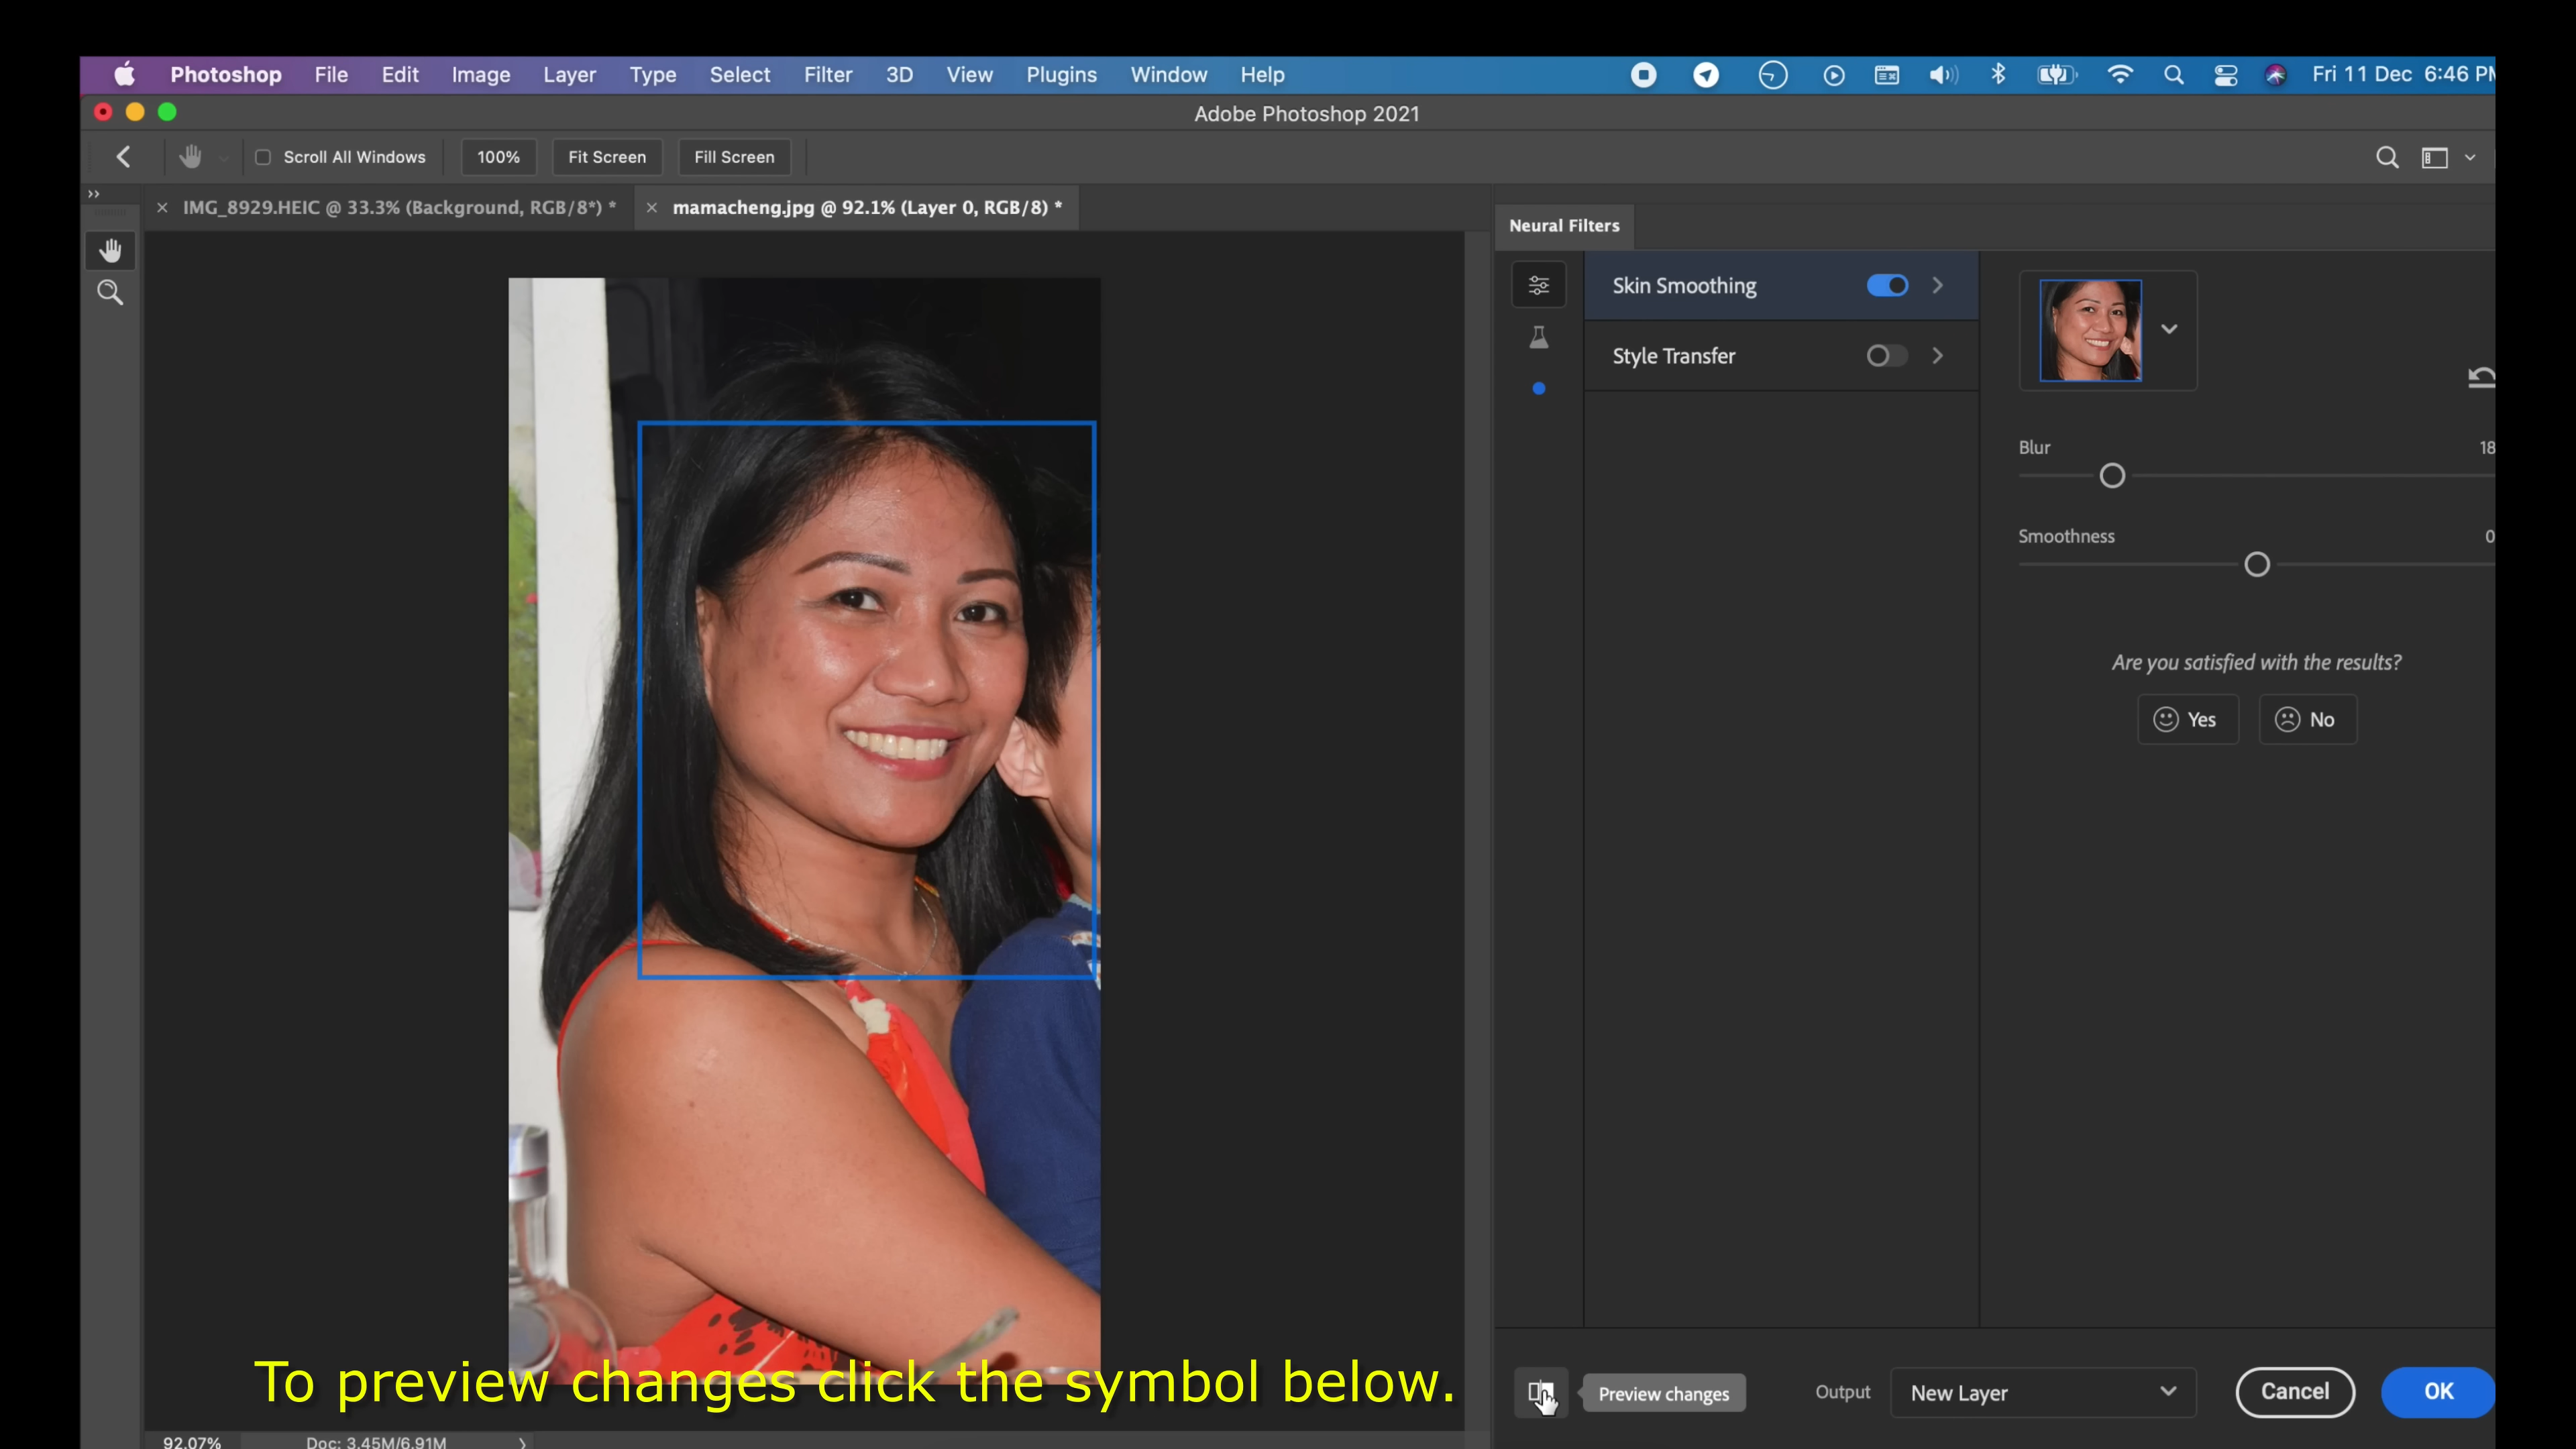 Photoshop File Edit Image Layer Type Select Filter 3D View Plugins Window Help Fri 11 Dec 6:46 PM
Adobe Photoshop 2021
Scroll All Windows 100% Fit Screen Fill Screen
IMG_8929.HEIC @ 33.3% (Background, RGB/8*) * mamacheng.jpg @ 92.1% (Layer 0, RGB/8) *
Neural Filters
Skin Smoothing
Style Transfer
Blur 18
Smoothness 0
Are you satisfied with the results?
Yes No
To preview changes click the symbol below.
Preview changes Output New Layer Cancel OK
92.07% Doc: 3.45M/6.91M